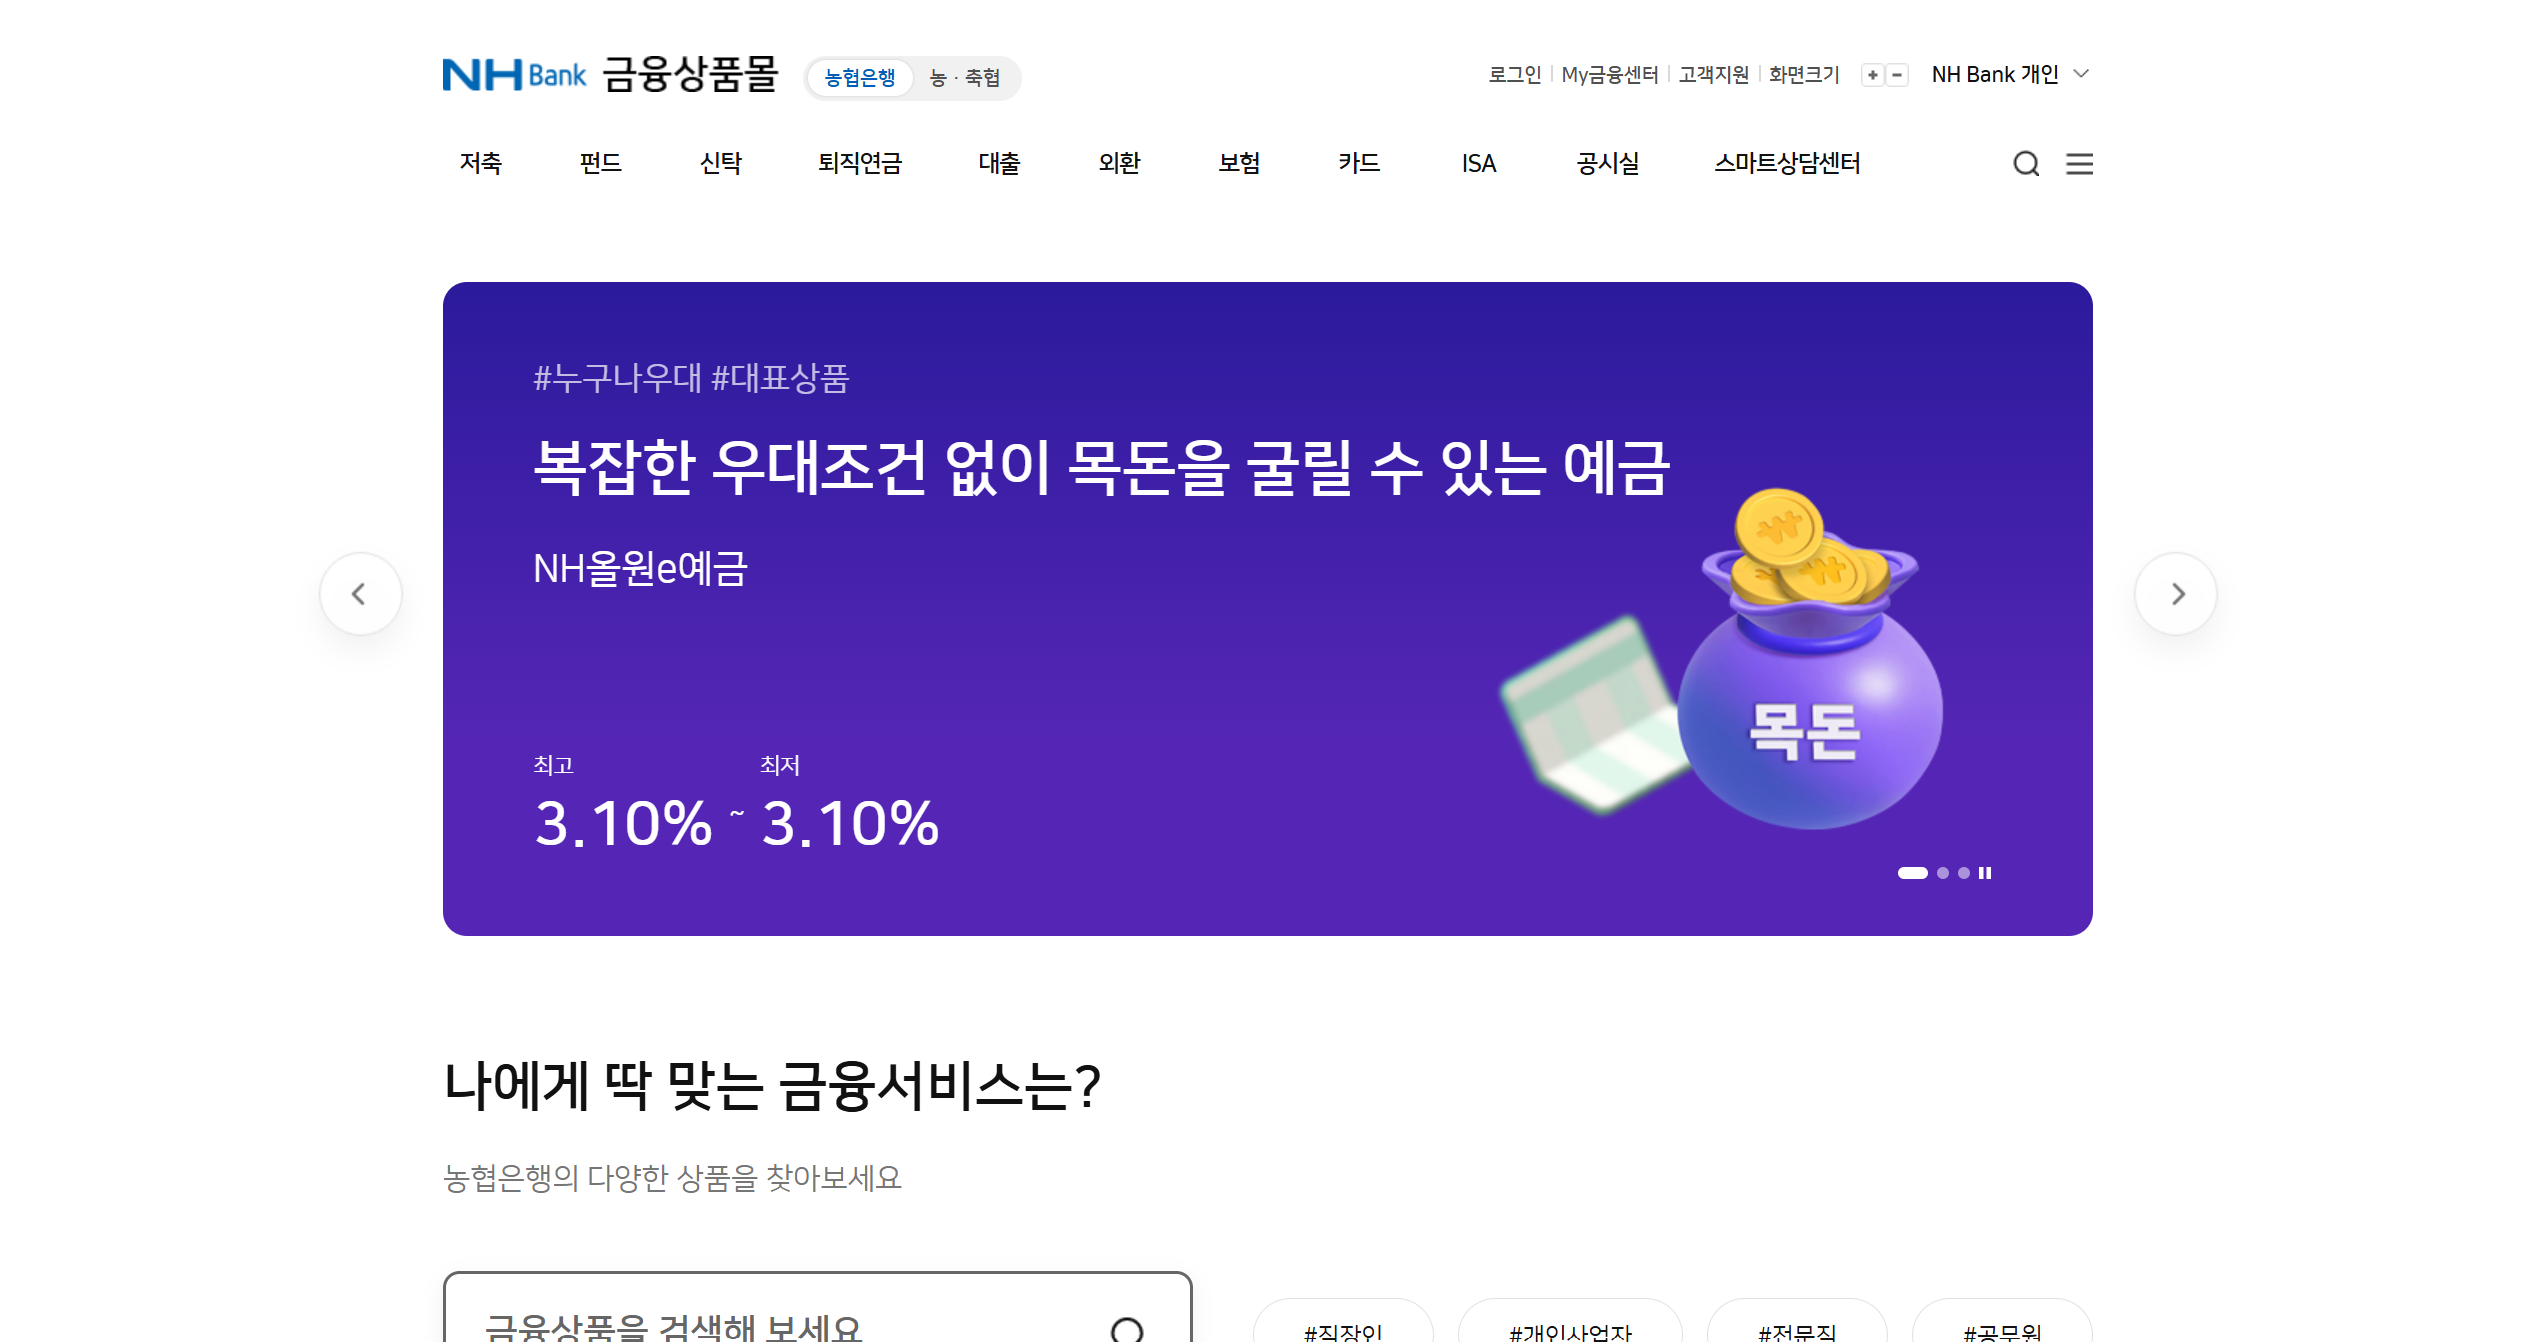 NH Bank 금융상품몰 농협은행 농·축협
로그인 My금융센터 고객지원 화면크기 + - NH Bank 개인
저축 펀드 신탁 퇴직연금 대출 외환 보험 카드 ISA 공시실 스마트상담센터
#누구나우대 #대표상품
복잡한 우대조건 없이 목돈을 굴릴 수 있는 예금
NH올원e예금
목돈
최고 최저
3.10% ~ 3.10%
나에게 딱 맞는 금융서비스는?
농협은행의 다양한 상품을 찾아보세요
금융상품을 검색해 보세요
#직장인 #개인사업자 #전문직 #공무원